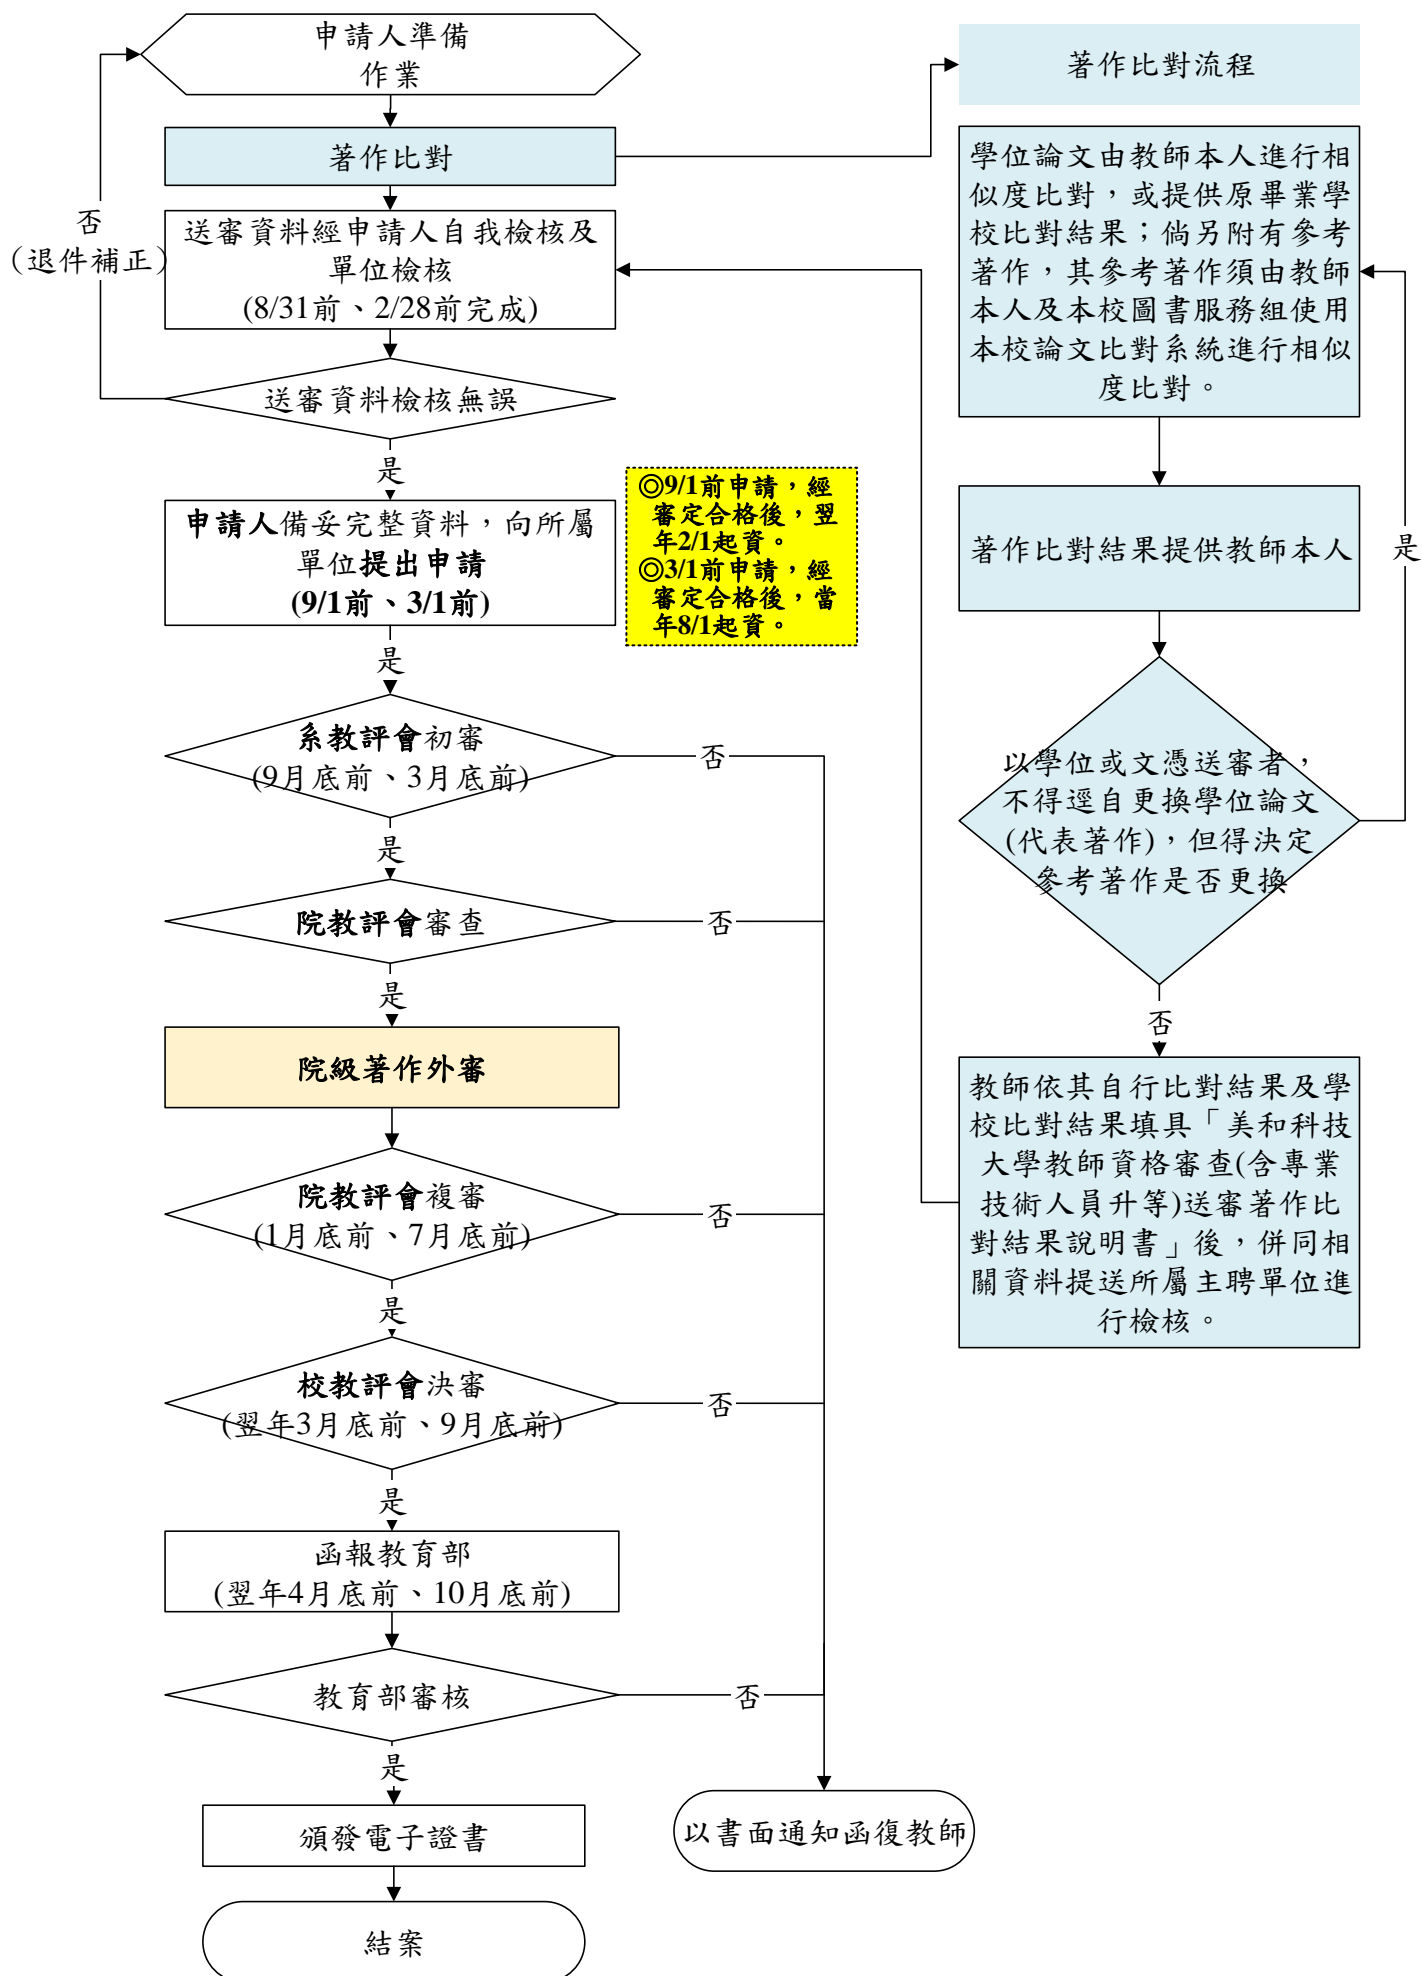 申請人準備
作業
著作比對
送審資料經申請人自我檢核及
單位檢核
(8/31前、2/28前完成)
否
（退件補正）
送審資料檢核無誤
是
申請人備妥完整資料，向所屬
單位提出申請
(9/1前、3/1前)
◎9/1前申請，經
審定合格後，翌
年2/1起資。
◎3/1前申請，經
審定合格後，當
年8/1起資。
是
系教評會初審
(9月底前、3月底前)
否
是
院教評會審查
否
是
院級著作外審
院教評會複審
(1月底前、7月底前)
否
是
校教評會決審
(翌年3月底前、9月底前)
否
是
函報教育部
(翌年4月底前、10月底前)
教育部審核
否
是
頒發電子證書
結案
以書面通知函復教師
著作比對流程
學位論文由教師本人進行相
似度比對，或提供原畢業學
校比對結果；倘另附有參考
著作，其參考著作須由教師
本人及本校圖書服務組使用
本校論文比對系統進行相似
度比對。
著作比對結果提供教師本人
是
以學位或文憑送審者，
不得逕自更換學位論文
(代表著作)，但得決定
參考著作是否更換
否
教師依其自行比對結果及學
校比對結果填具「美和科技
大學教師資格審查(含專業
技術人員升等)送審著作比
對結果說明書」後，併同相
關資料提送所屬主聘單位進
行檢核。